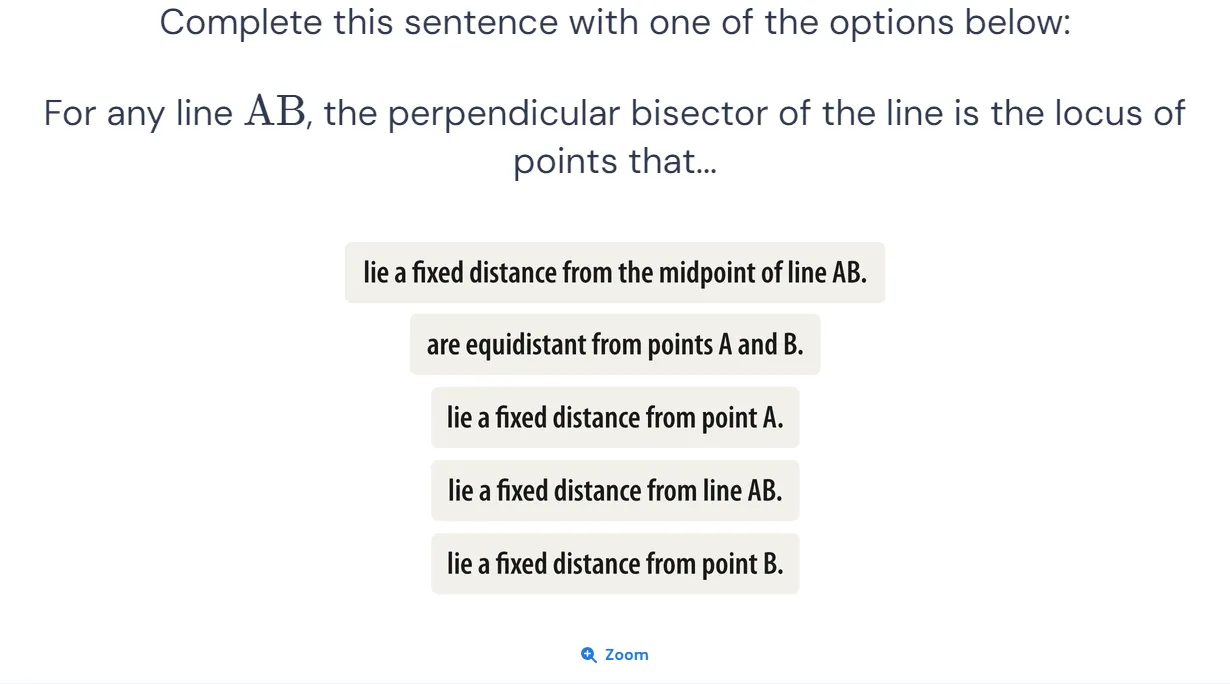 Complete this sentence with one of the options below:
For any line AB, the perpendicular bisector of the line is the locus of
points that...
lie a fixed distance from the midpoint of line AB.
are equidistant from points A and B.
lie a fixed distance from point A.
lie a fixed distance from line AB.
lie a fixed distance from point B.
Zoom